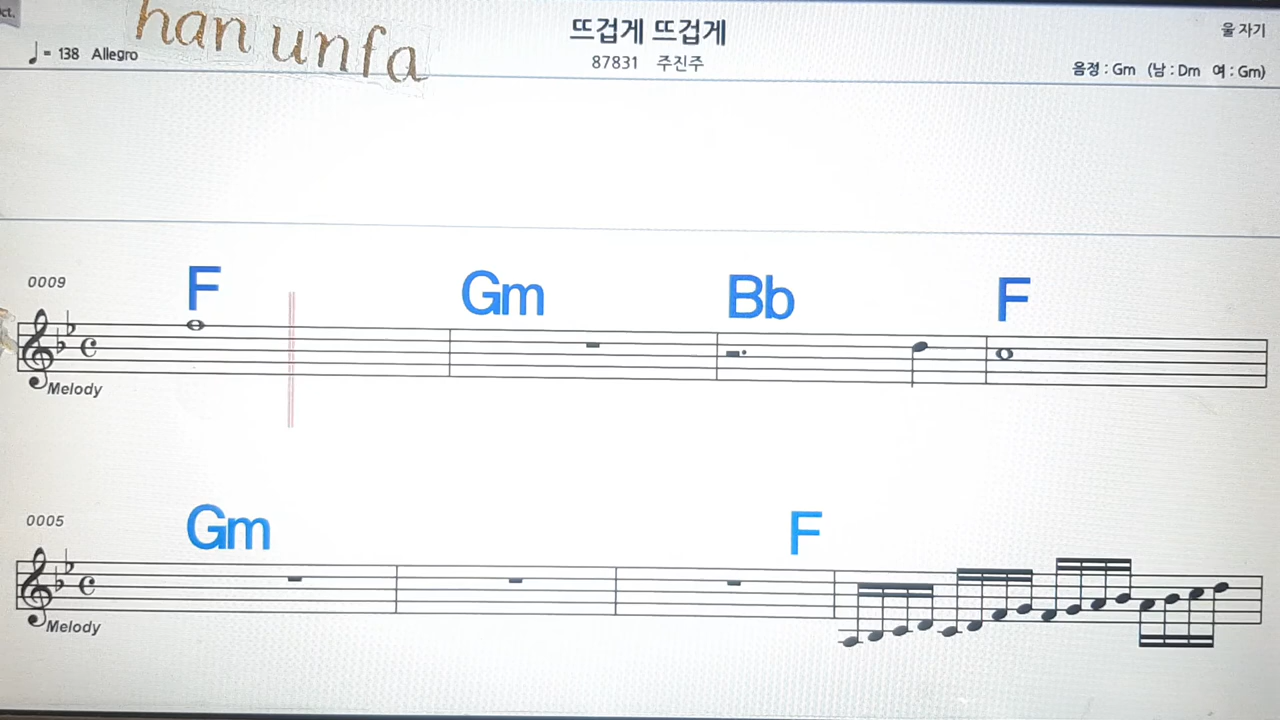 ct.
han unfa
뜨겁게 뜨겁게
울 자기
♩= 138 Allegro
87831 주진주
음정 : Gm (남 : Dm 여 : Gm)
0009
F Gm Bb F
Melody
0005
Gm F
Melody